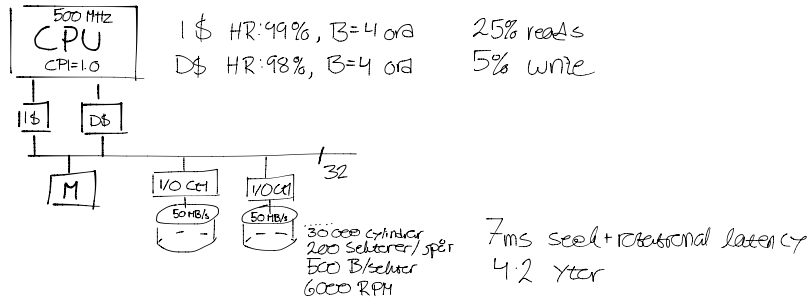 500 MHz
CPU
CPI=1.0
I$ HR:99%, B=4 ord
25% reads
D$ HR:98%, B=4 ord
5% write
I$
D$
32
M
I/O Ctrl
I/O Ctrl
50 MB/s
50 MB/s
30 000 cylindrar
200 Sektorer/spår
500 B/sektor
6000 RPM
7ms seek+rotational latency
4.2 ytor